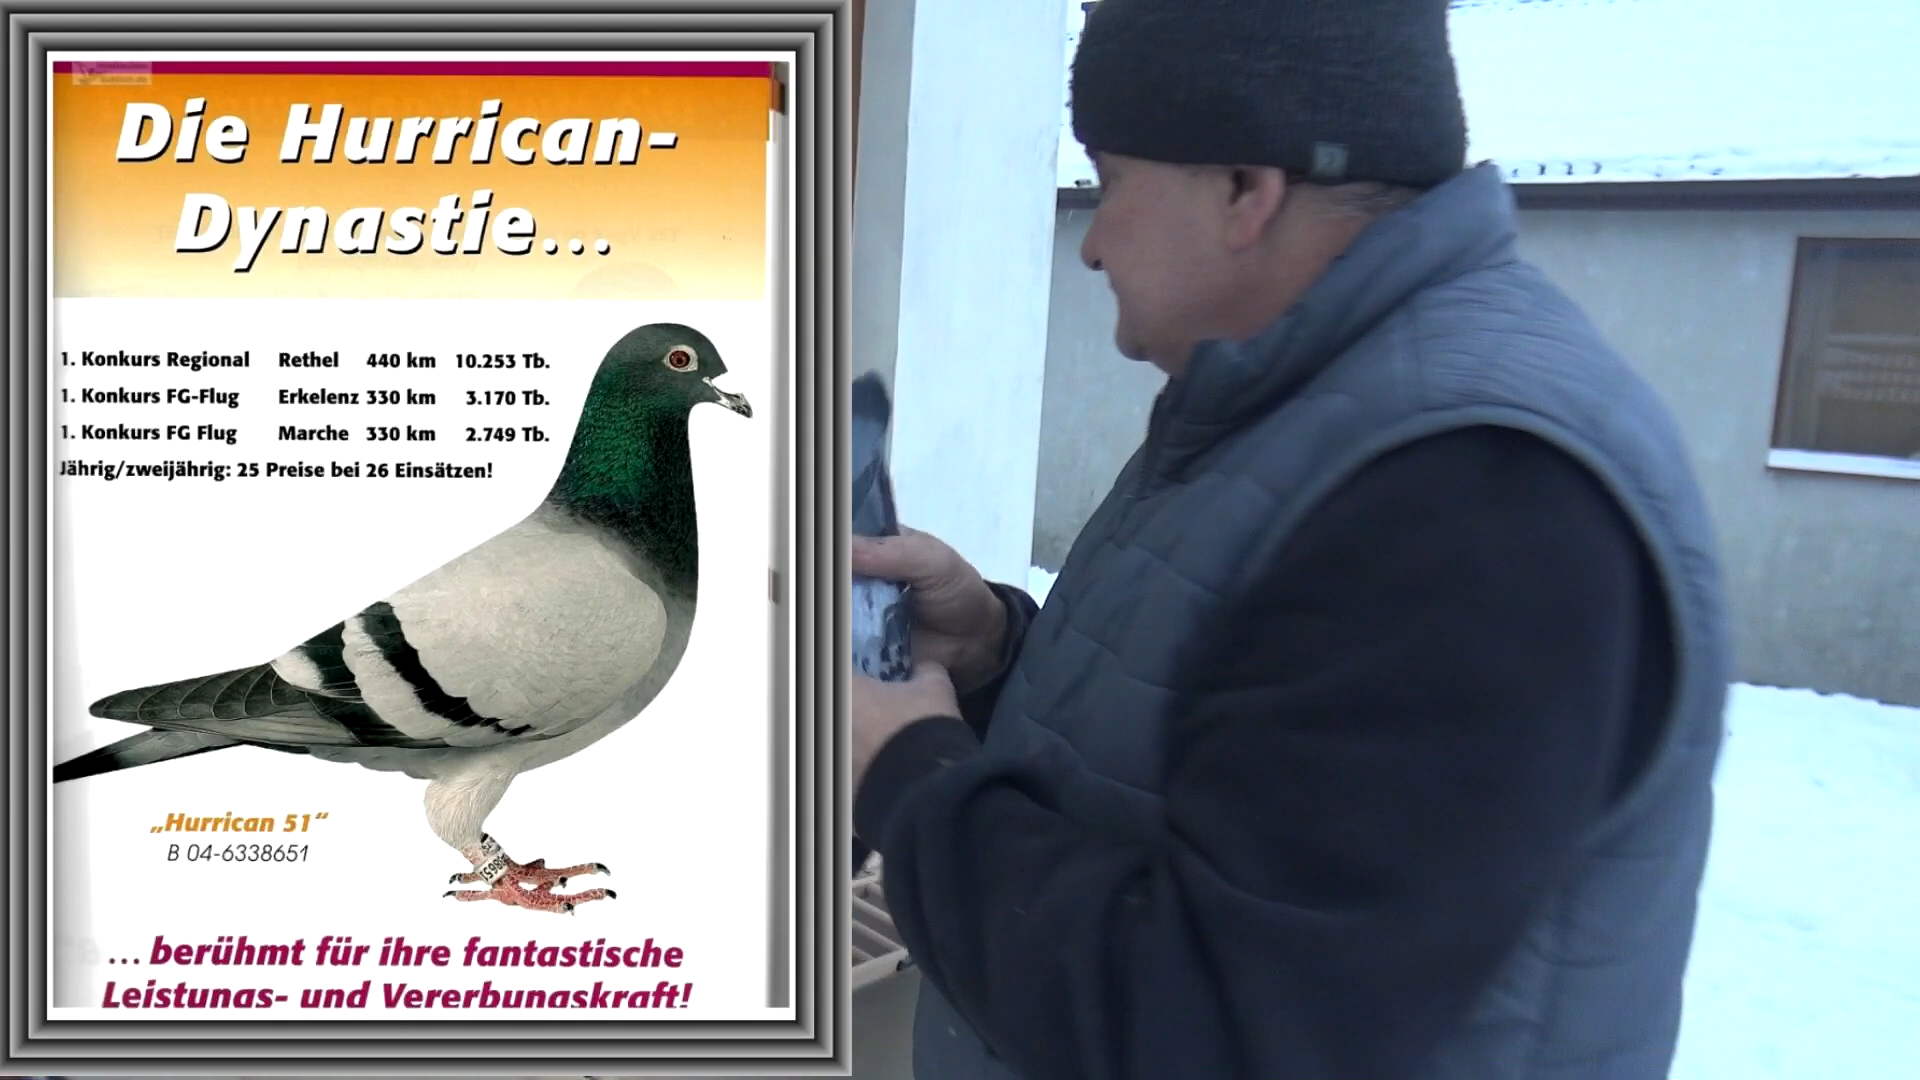 Die Hurrican-
Dynastie...
1. Konkurs Regional Rethel 440 km 10.253 Tb.
1. Konkurs FG-Flug Erkelenz 330 km 3.170 Tb.
1. Konkurs FG Flug Marche 330 km 2.749 Tb.
Jährig/zweijährig: 25 Preise bei 26 Einsätzen!
„Hurrican 51“
B 04-6338651
... berühmt für ihre fantastische
Leistungs- und Vererbungskraft!